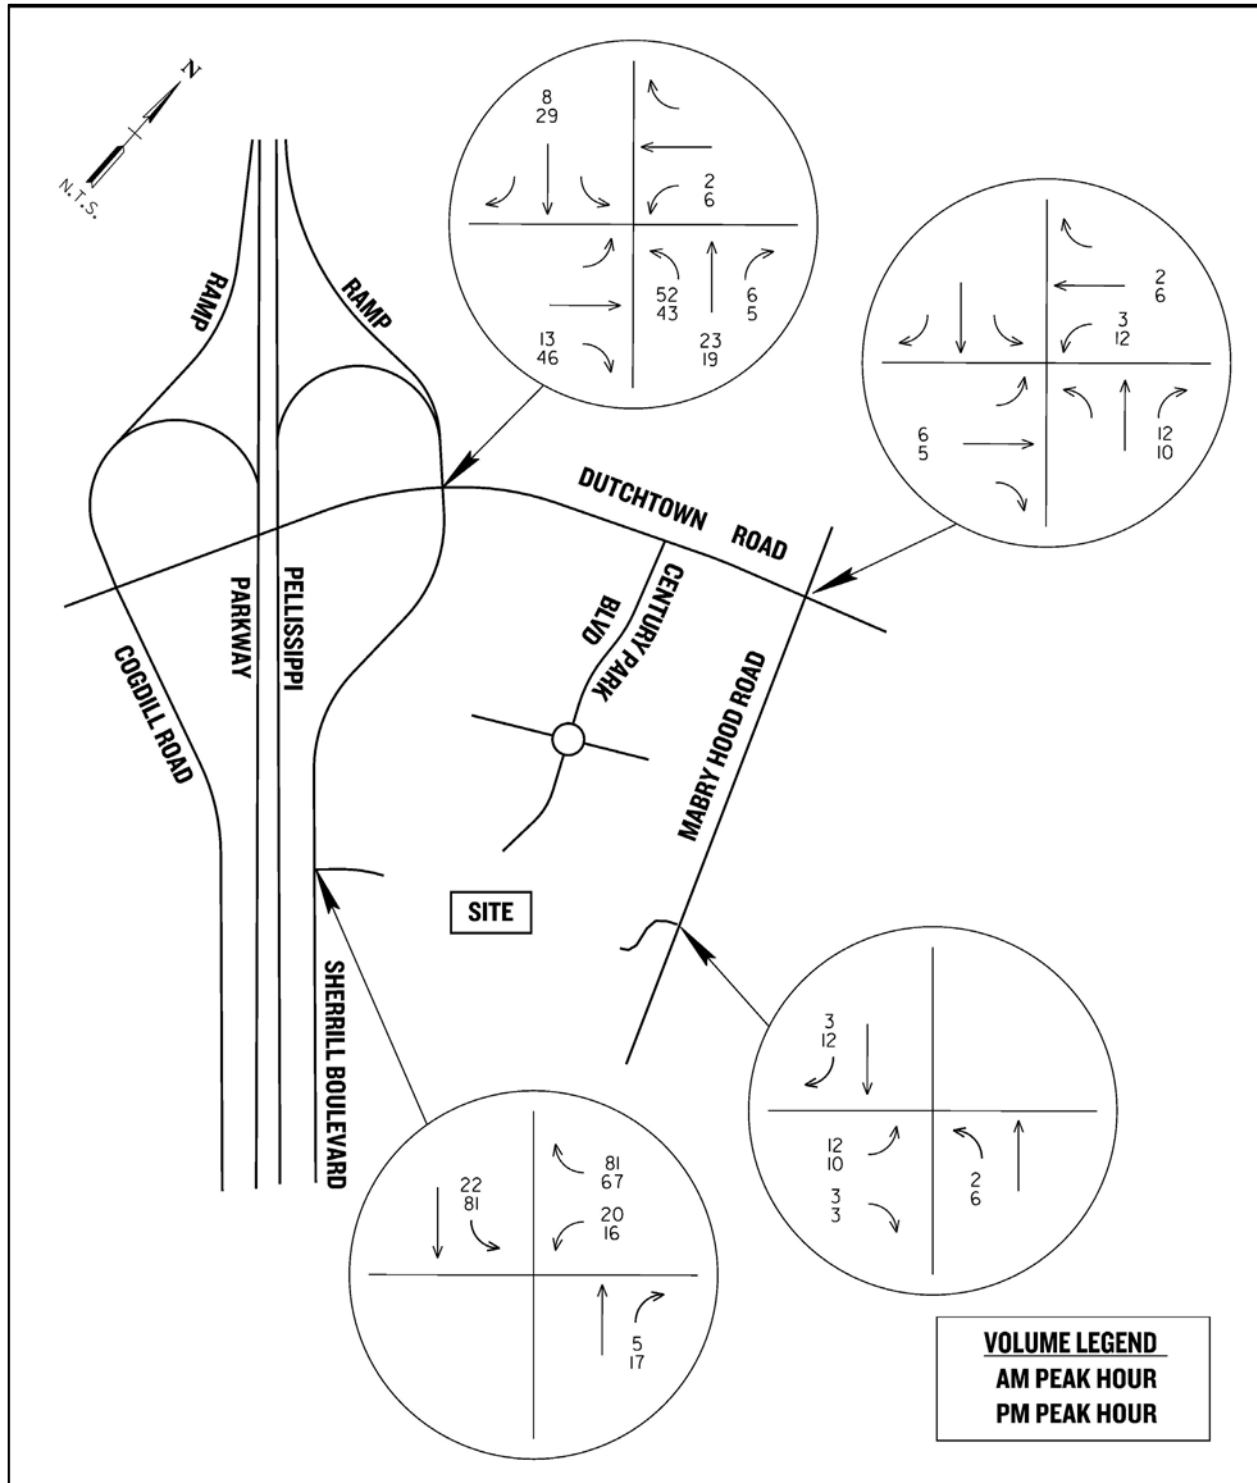 N
N.T.S.
8
29
2
6
52
43
6
5
13
46
23
19
2
6
3
12
6
5
12
10
RAMP
RAMP
DUTCHTOWN ROAD
PARKWAY
PELLISSIPPI
COGDILL ROAD
CENTURY PARK
BLVD
MABRY HOOD ROAD
SITE
SHERRILL BOULEVARD
3
12
12
10
3
3
2
6
22
81
81
67
20
16
5
17
VOLUME LEGEND
AM PEAK HOUR
PM PEAK HOUR